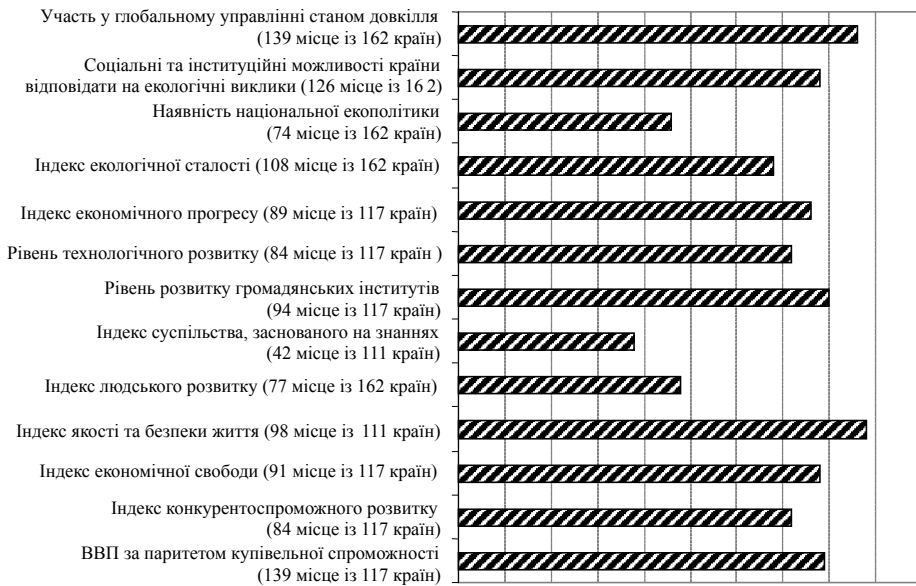 Участь у глобальному управлінні станом довкілля
(139 місце із 162 країн)
Соціальні та інституційні можливості країни
відповідати на екологічні виклики (126 місце із 16 2)
Наявність національної екополітики
(74 місце із 162 країн)
Індекс екологічної сталості (108 місце із 162 країн)
Індекс економічного прогресу (89 місце із 117 країн)
Рівень технологічного розвитку (84 місце із 117 країн )
Рівень розвитку громадянських інститутів
(94 місце із 117 країн)
Індекс суспільства, заснованого на знаннях
(42 місце із 111 країн)
Індекс людського розвитку (77 місце із 162 країн)
Індекс якості та безпеки життя (98 місце із 111 країн)
Індекс економічної свободи (91 місце із 117 країн)
Індекс конкурентоспроможного розвитку
(84 місце із 117 країн)
ВВП за паритетом купівельної спроможності
(139 місце із 117 країн)